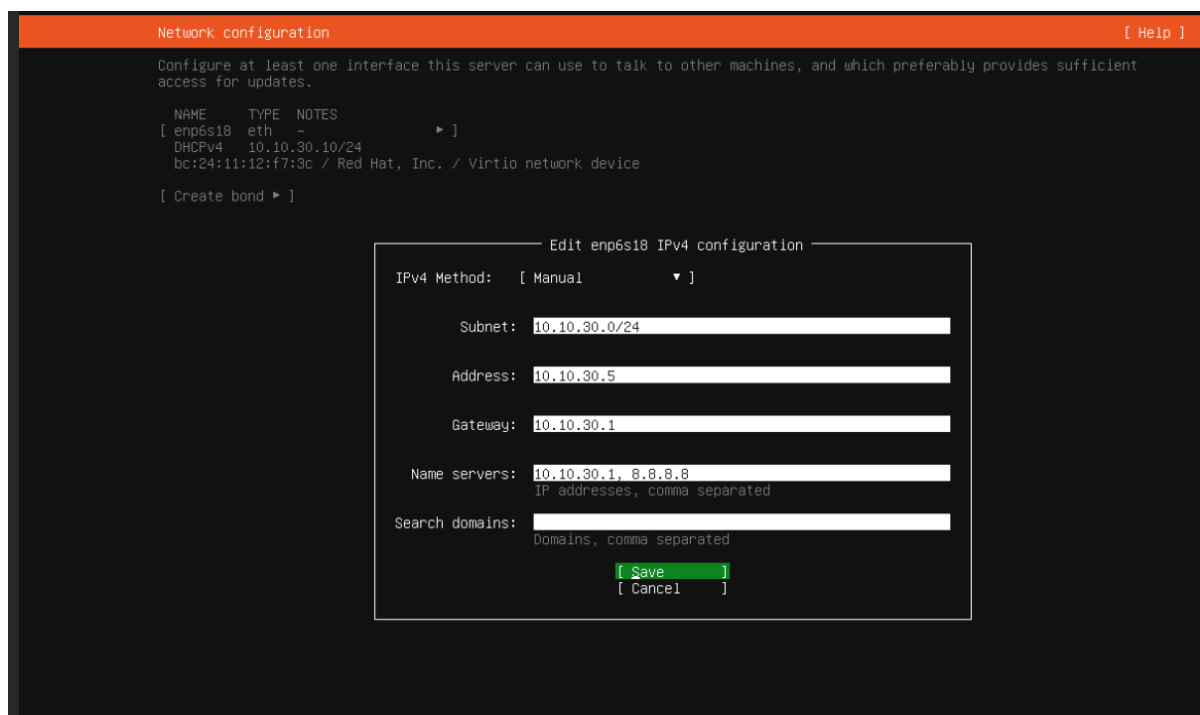 Network configuration [ Help ]
Configure at least one interface this server can use to talk to other machines, and which preferably provides sufficient
access for updates.
NAME TYPE NOTES
[ enp6s18 eth - ▸ ]
DHCPv4 10.10.30.10/24
bc:24:11:12:f7:3c / Red Hat, Inc. / Virtio network device
[ Create bond ▸ ]
Edit enp6s18 IPv4 configuration
IPv4 Method: [ Manual ▾ ]
Subnet: 10.10.30.0/24
Address: 10.10.30.5
Gateway: 10.10.30.1
Name servers: 10.10.30.1, 8.8.8.8
IP addresses, comma separated
Search domains:
Domains, comma separated
[ Save ]
[ Cancel ]